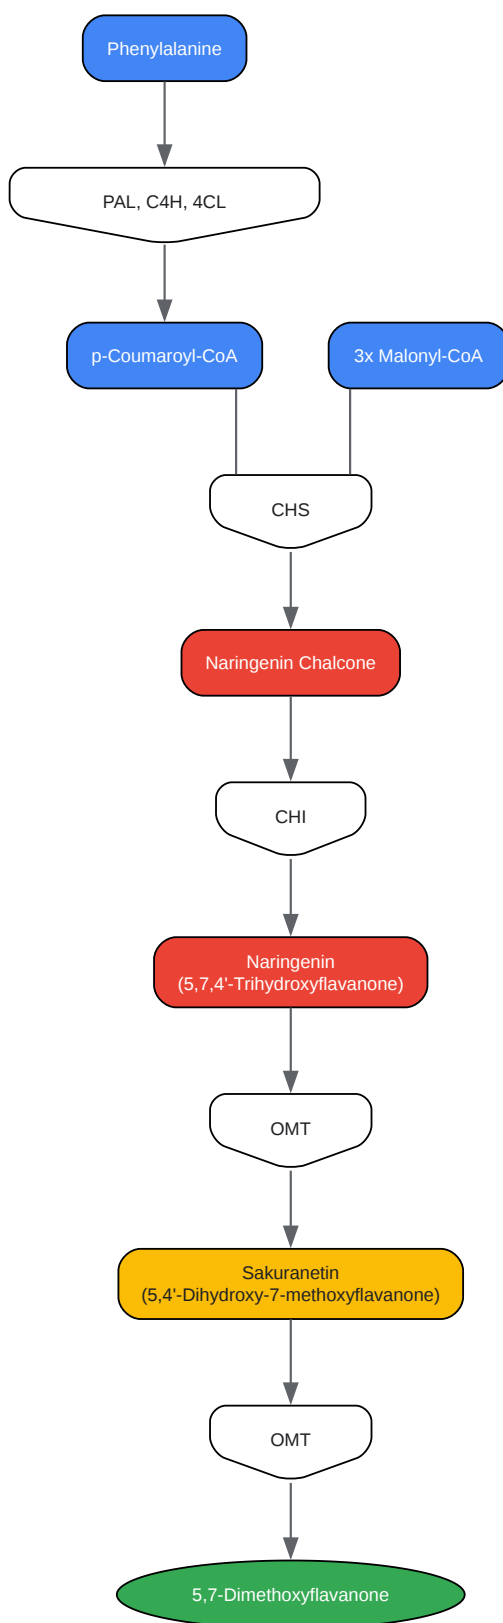 Phenylalanine
PAL, C4H, 4CL
p-Coumaroyl-CoA
3x Malonyl-CoA
CHS
Naringenin Chalcone
CHI
Naringenin
(5,7,4'-Trihydroxyflavanone)
OMT
Sakuranetin
(5,4'-Dihydroxy-7-methoxyflavanone)
OMT
5,7-Dimethoxyflavanone